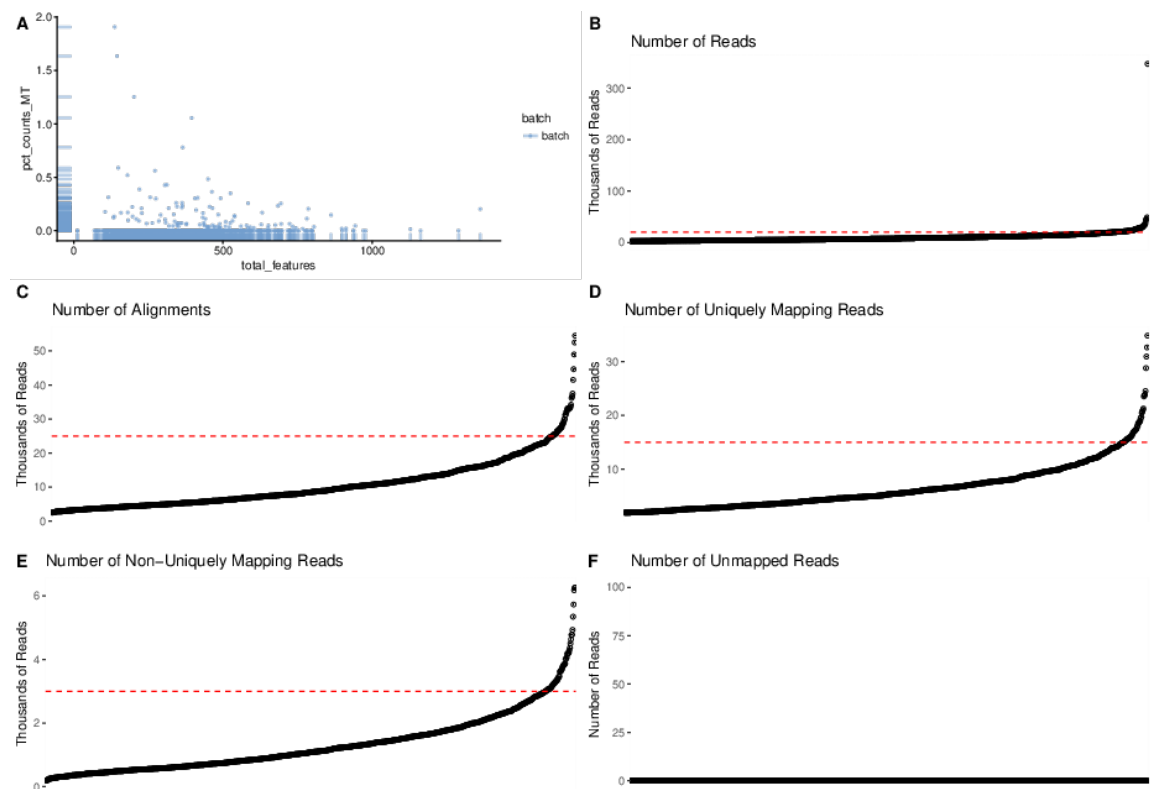 A
2.0
1.5
1.0
0.5
0.0
pct_counts_MT
0
500
1000
total_features
batch
batch
B
Number of Reads
Thousands of Reads
300
200
100
0
C
Number of Alignments
Thousands of Reads
50
40
30
20
10
0
D
Number of Uniquely Mapping Reads
Thousands of Reads
30
20
10
E
Number of Non−Uniquely Mapping Reads
Thousands of Reads
6
4
2
0
F
Number of Unmapped Reads
Number of Reads
100
75
50
25
0